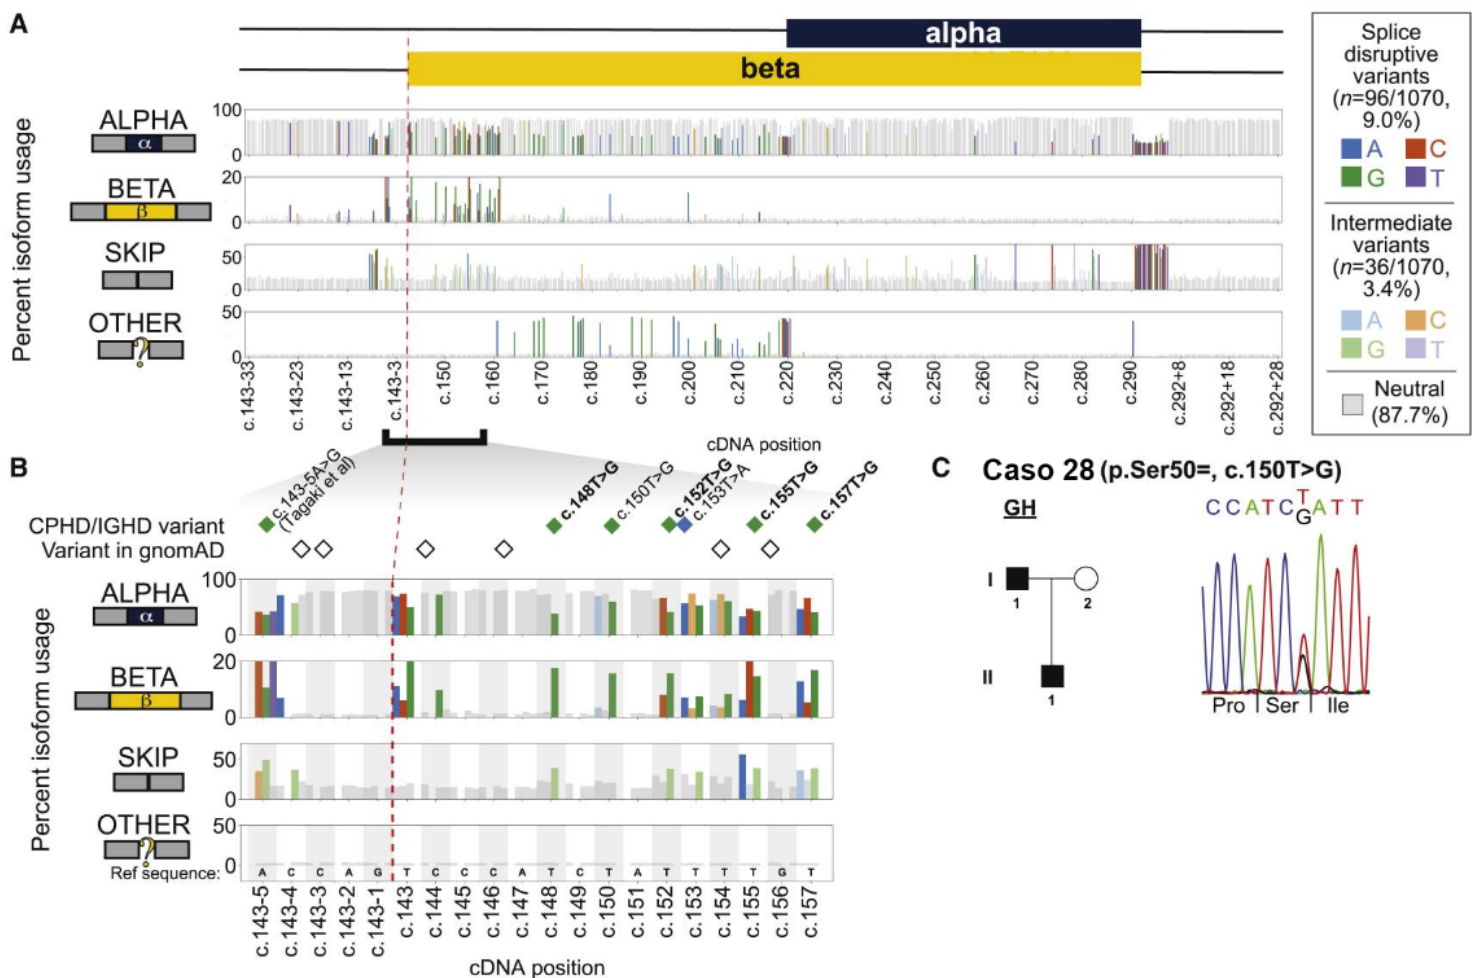 A
alpha
beta
Percent isoform usage
ALPHA
α
100
0
BETA
β
20
0
SKIP
50
0
OTHER
?
50
0
c.143-33
c.143-23
c.143-13
c.143-3
c.150
c.160
c.170
c.180
c.190
c.200
c.210
c.220
c.230
c.240
c.250
c.260
c.270
c.280
c.290
c.292+8
c.292+18
c.292+28
cDNA position
Splice
disruptive
variants
(n=96/1070,
9.0%)
A C
G T
Intermediate
variants
(n=36/1070,
3.4%)
A C
G T
Neutral
(87.7%)
B
c.143-5A>G
(Tagaki et al)
c.148T>G
c.150T>G
c.152T>G
c.153T>A
c.155T>G
c.157T>G
CPHD/IGHD variant
Variant in gnomAD
Percent isoform usage
ALPHA
α
100
0
BETA
β
20
0
SKIP
50
0
OTHER
?
50
0
Ref sequence: A C C A G T C C C A T C T A T T T T G T
c.143-5
c.143-4
c.143-3
c.143-2
c.143-1
c.143
c.144
c.145
c.146
c.147
c.148
c.149
c.150
c.151
c.152
c.153
c.154
c.155
c.156
c.157
cDNA position
C Caso 28 (p.Ser50=, c.150T>G)
GH
I
1
2
II
1
T
C C A T C A T T
G
Pro | Ser | Ile